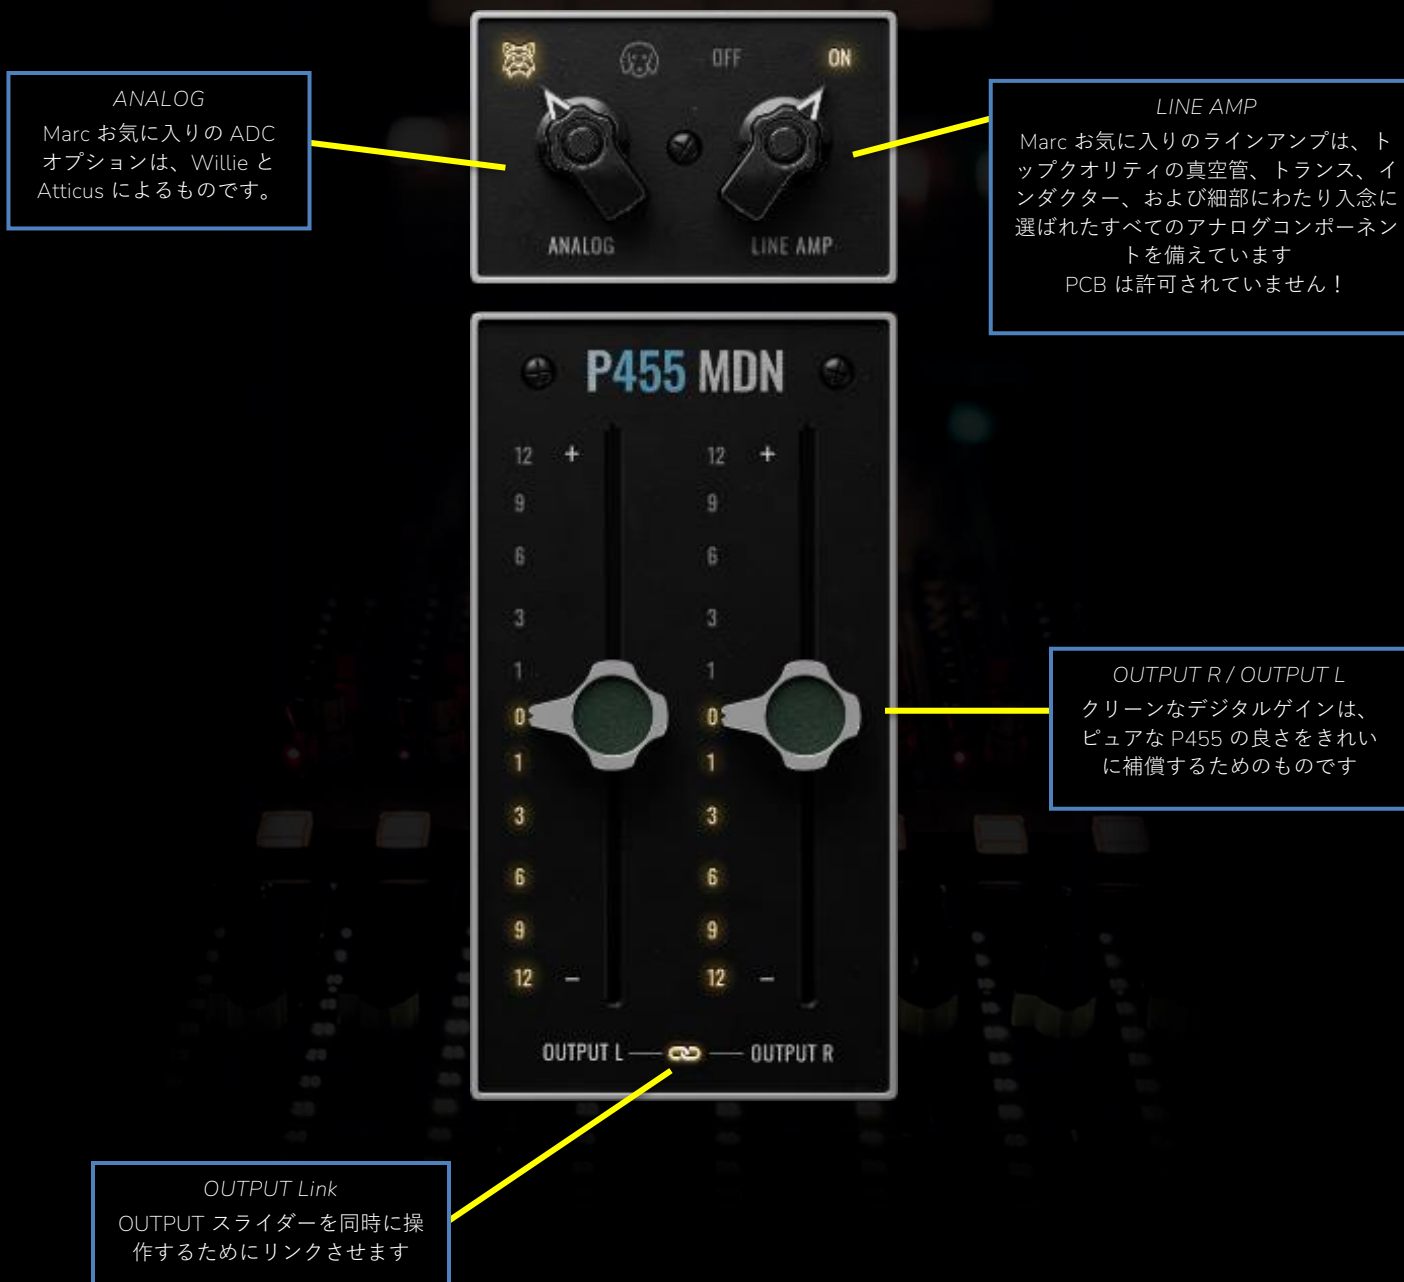 OFF ON
ANALOG LINE AMP
ANALOG
Marc お気に入りの ADC
オプションは、Willie と
Atticus によるものです。
LINE AMP
Marc お気に入りのラインアンプは、ト
ップクオリティの真空管、トランス、イ
ンダクター、および細部にわたり入念に
選ばれたすべてのアナログコンポーネン
トを備えています
PCB は許可されていません！
P455 MDN
12 + 12 +
9 9
6 6
3 3
1 1
0 0
1 1
3 3
6 6
9 9
12 − 12 −
OUTPUT L OUTPUT R
OUTPUT R / OUTPUT L
クリーンなデジタルゲインは、
ピュアな P455 の良さをきれい
に補償するためのものです
OUTPUT Link
OUTPUT スライダーを同時に操
作するためにリンクさせます